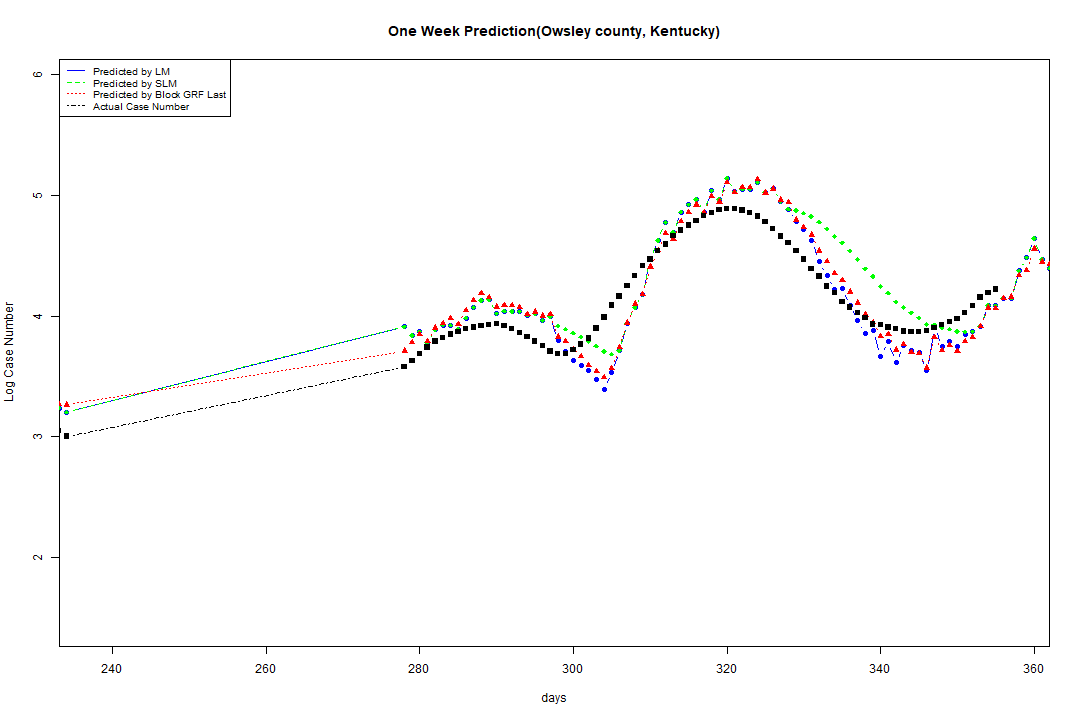 One Week Prediction(Owsley county, Kentucky)
Predicted by LM
Predicted by SLM
Predicted by Block GRF Last
Actual Case Number
Log Case Number
6
5
4
3
2
240 260 280 300 320 340 360
days